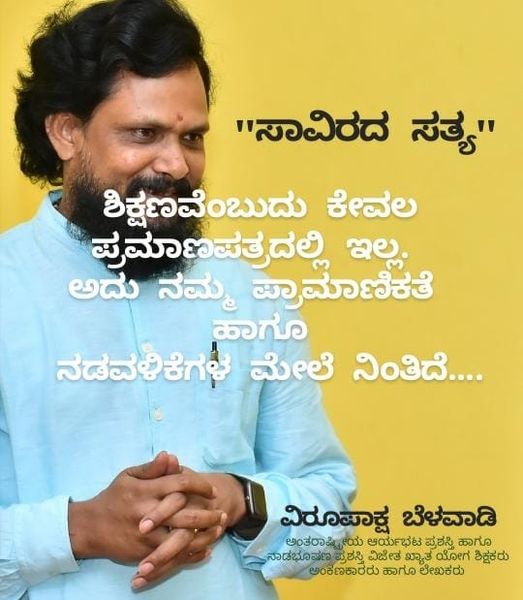 "ಸಾವಿರದ ಸತ್ಯ"
ಶಿಕ್ಷಣವೆಂಬುದು ಕೇವಲ
ಪ್ರಮಾಣಪತ್ರದಲ್ಲಿ ಇಲ್ಲ.
ಅದು ನಮ್ಮ ಪ್ರಾಮಾಣಿಕತೆ
ಹಾಗೂ
ನಡವಳಿಕೆಗಳ ಮೇಲೆ ನಿಂತಿದೆ....
ವಿರೂಪಾಕ್ಷ ಬೆಳವಾಡಿ
ಅಂತರಾಷ್ಟ್ರೀಯ ಆರ್ಯಭಟ ಪ್ರಶಸ್ತಿ ಹಾಗೂ
ನಾಡಭೂಷಣ ಪ್ರಶಸ್ತಿ ವಿಜೇತ ಖ್ಯಾತ ಯೋಗ ಶಿಕ್ಷಕರು
ಅಂಕಣಕಾರರು ಹಾಗೂ ಲೇಖಕರು